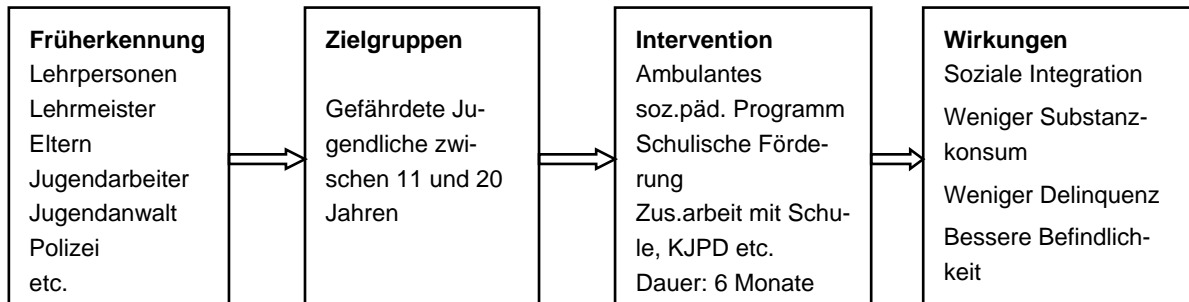 Früherkennung
Lehrpersonen
Lehrmeister
Eltern
Jugendarbeiter
Jugendanwalt
Polizei
etc.
Zielgruppen
Gefährdete Ju-
gendliche zwi-
schen 11 und 20
Jahren
Intervention
Ambulantes
soz.päd. Programm
Schulische Förde-
rung
Zus.arbeit mit Schu-
le, KJPD etc.
Dauer: 6 Monate
Wirkungen
Soziale Integration
Weniger Substanz-
konsum
Weniger Delinquenz
Bessere Befindlich-
keit